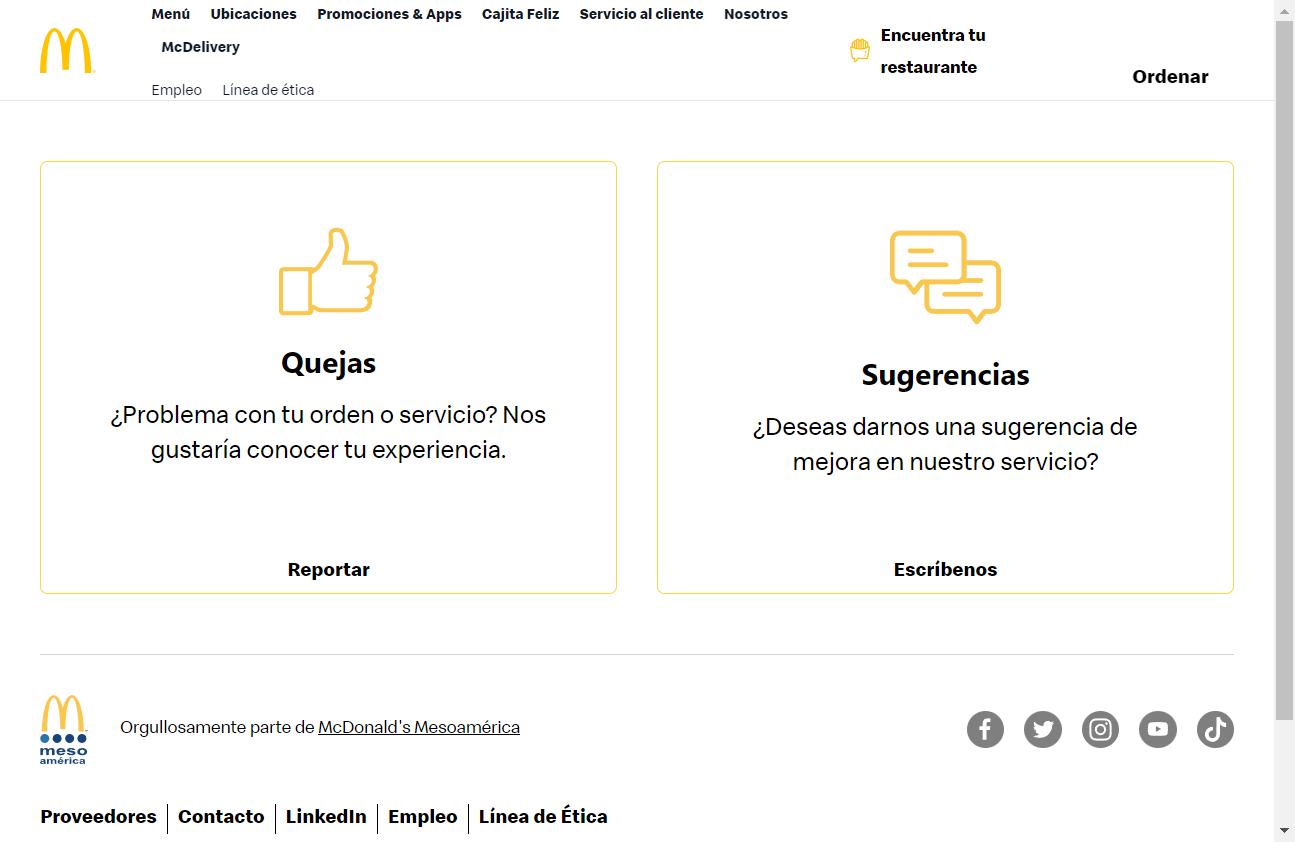 Menú Ubicaciones Promociones & Apps Cajita Feliz Servicio al cliente Nosotros
McDelivery
Empleo Línea de ética
Encuentra tu
restaurante
Ordenar
Quejas
¿Problema con tu orden o servicio? Nos
gustaría conocer tu experiencia.
Reportar
Sugerencias
¿Deseas darnos una sugerencia de
mejora en nuestro servicio?
Escríbenos
meso
américa
Orgullosamente parte de McDonald's Mesoamérica
Proveedores Contacto LinkedIn Empleo Línea de Ética